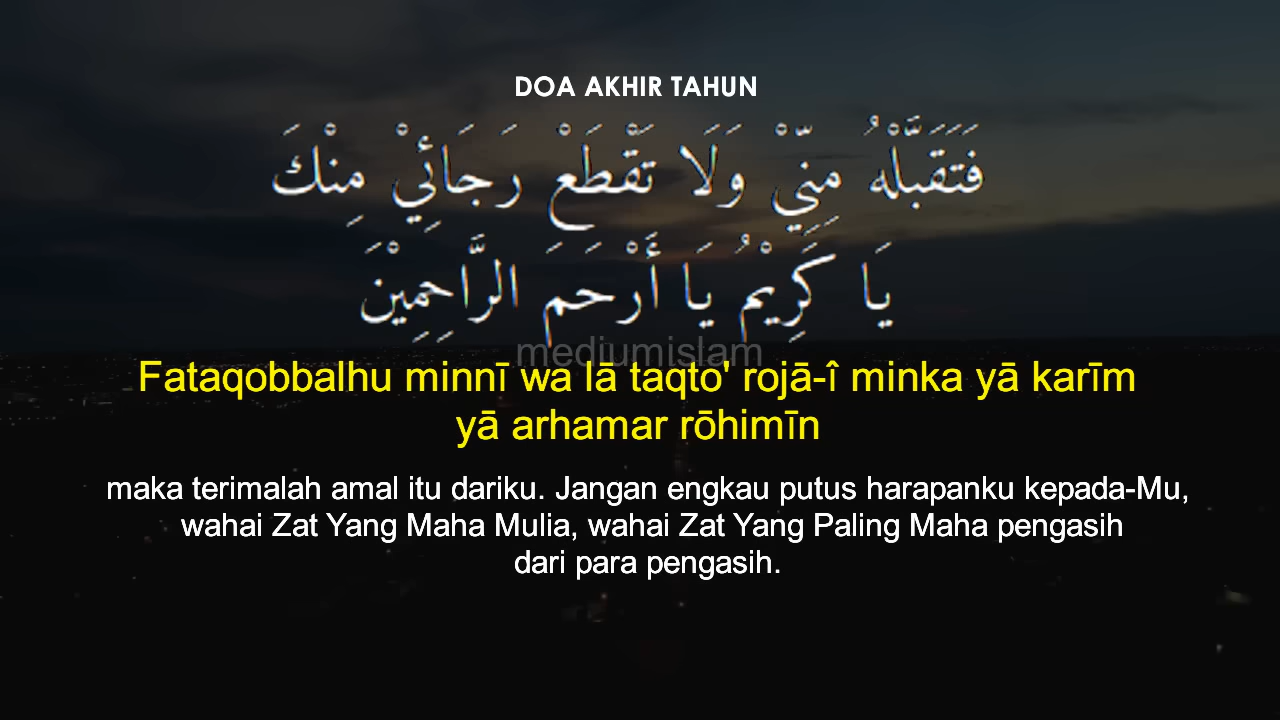 DOA AKHIR TAHUN
فَتَقَبَّلْهُ مِنِّيْ وَلَا تَقْطَعْ رَجَائِيْ مِنْكَ
يَا كَرِيْمُ يَا أَرْحَمَ الرَّاحِمِيْنَ
mediumislam
Fataqobbalhu minnī wa lā taqto' rojā-î minka yā karīm
yā arhamar rōhimīn
maka terimalah amal itu dariku. Jangan engkau putus harapanku kepada-Mu,
wahai Zat Yang Maha Mulia, wahai Zat Yang Paling Maha pengasih
dari para pengasih.